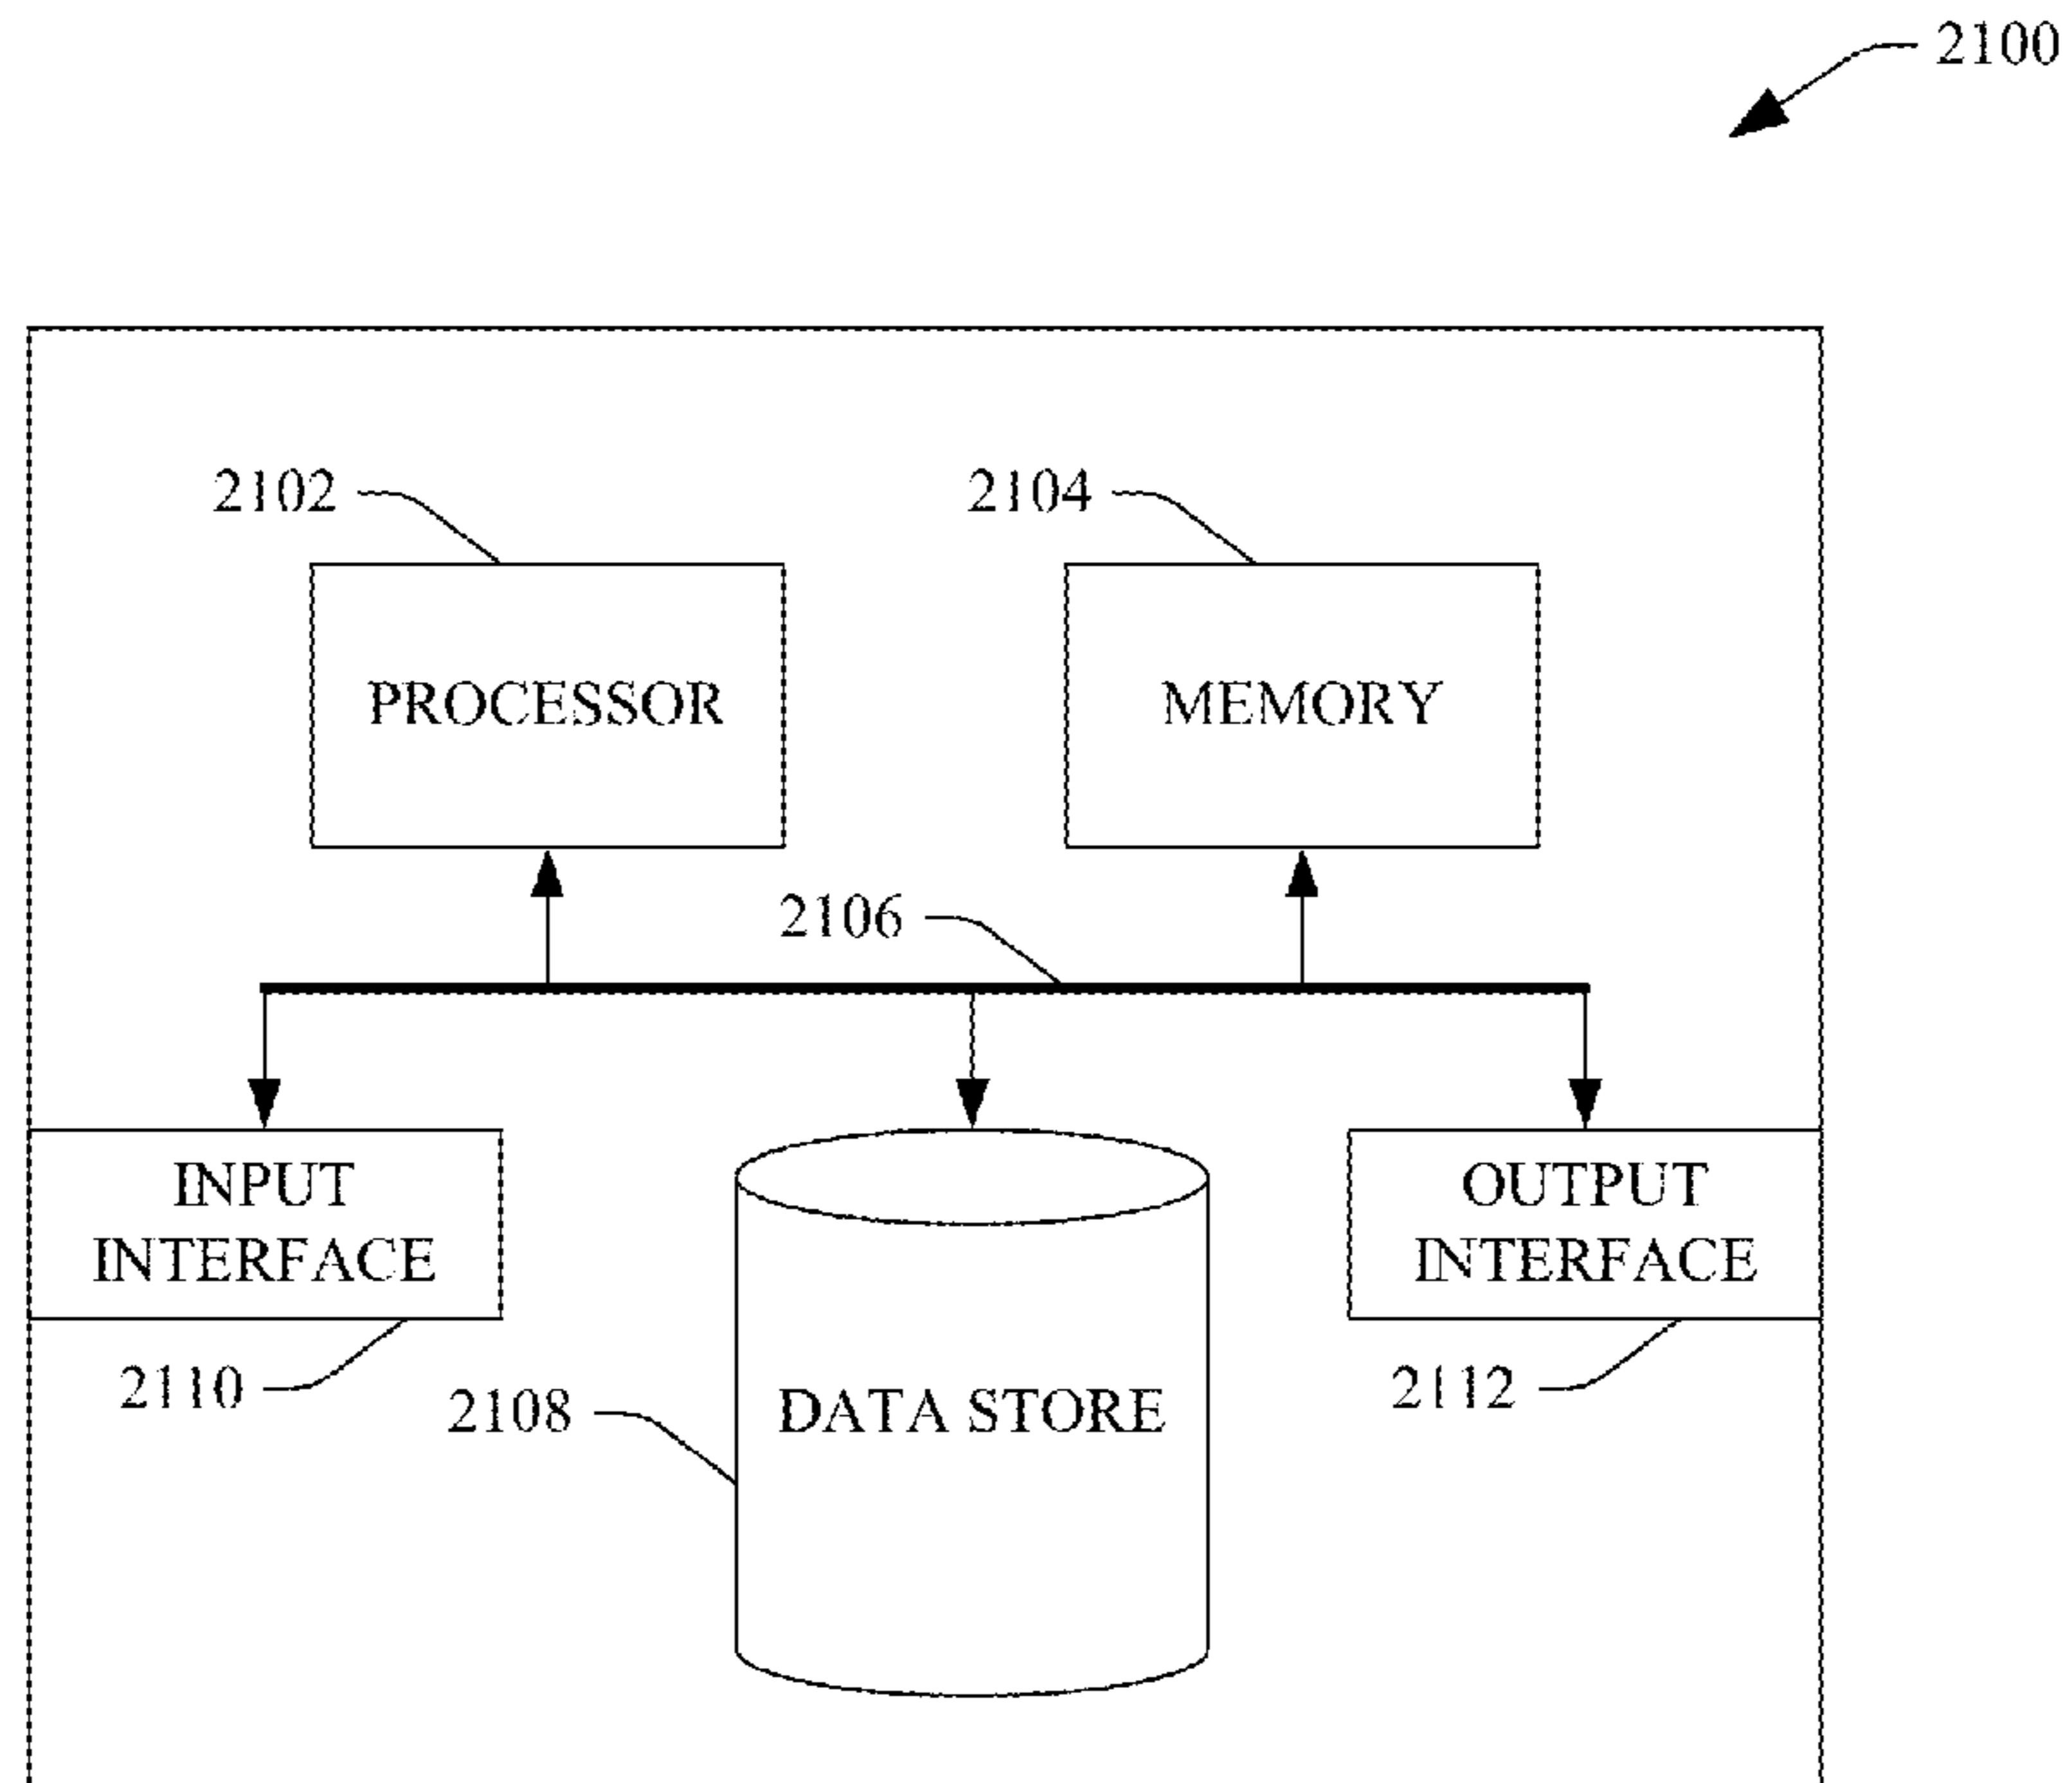 2100
2102
2104
PROCESSOR
MEMORY
2106
INPUT
INTERFACE
OUTPUT
INTERFACE
2110
2108
DATA STORE
2112